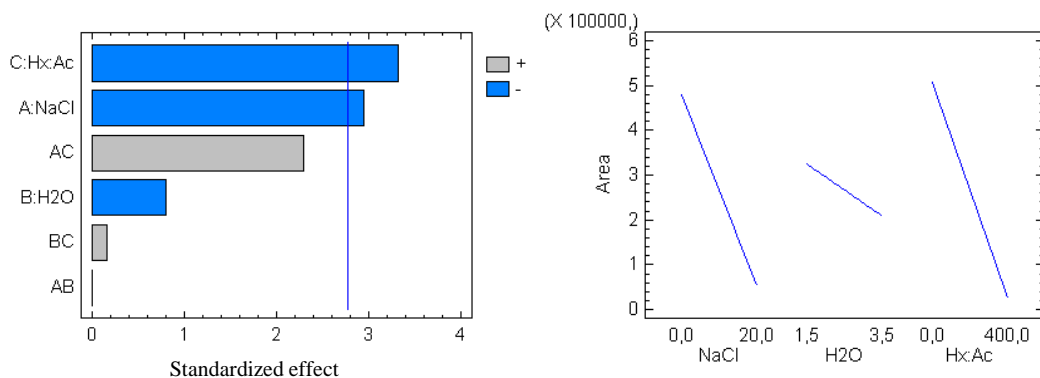 C:Hx:Ac
A:NaCl
AC
B:H2O
BC
AB
0 1 2 3 4
Standardized effect
+
-
(X 100000,)
6
5
4
3
2
1
0
Area
0,0 20,0 1,5 3,5 0,0 400,0
NaCl H2O Hx:Ac